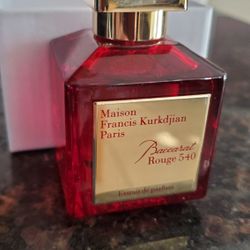 Maison
Francis Kurkdjian
Paris
Baccarat
Rouge 540
Extrait de parfum